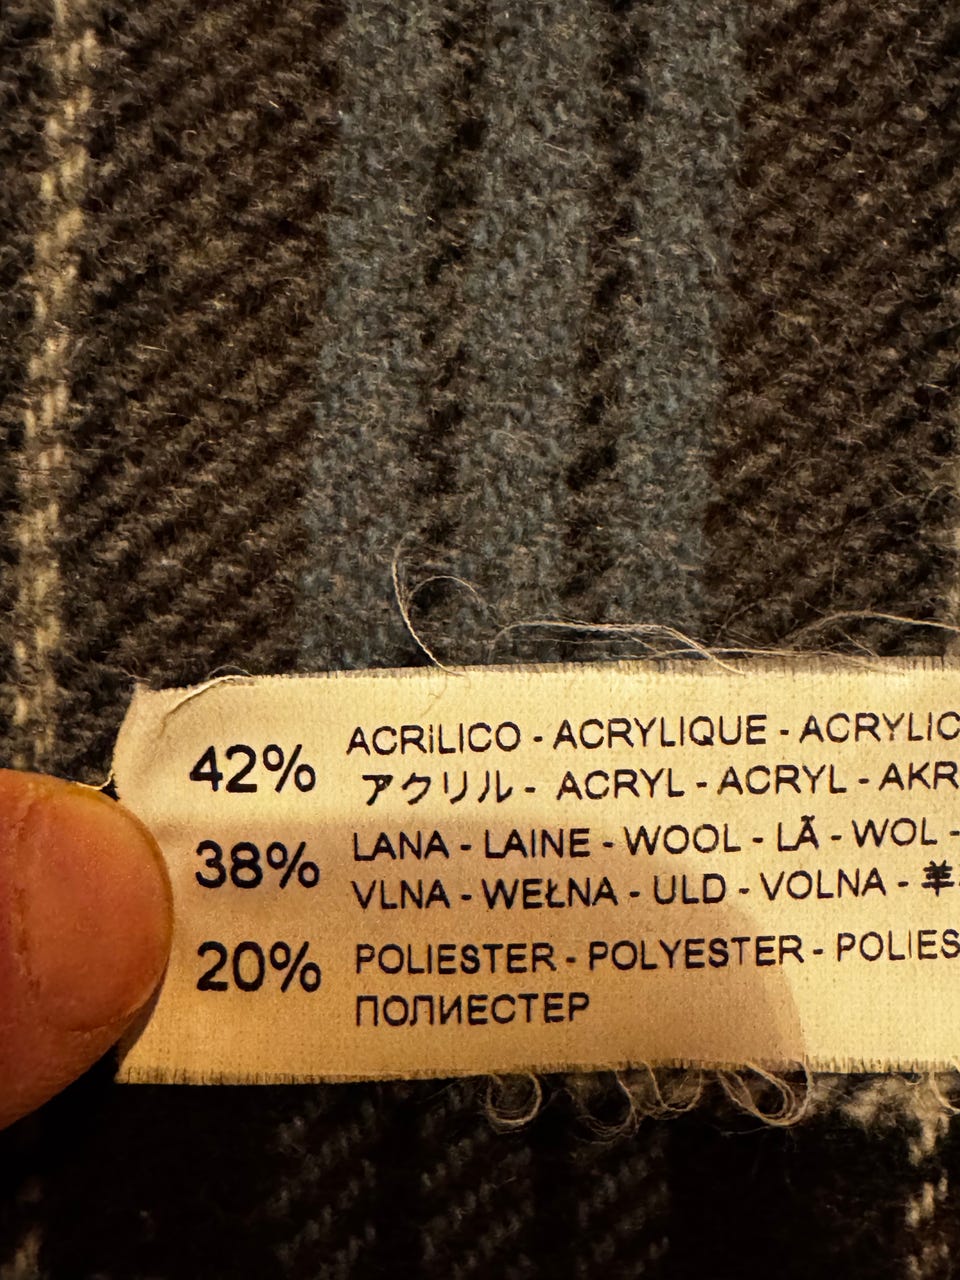 42% ACRiLICO - ACRYLIQUE - ACRYLIC
アクリル - ACRYL - ACRYL - AKR
38% LANA - LAINE - WOOL - LÃ - WOL -
VLNA - WEŁNA - ULD - VOLNA - 羊
20% POLIESTER - POLYESTER - POLIES
ПОЛИЕСТЕР